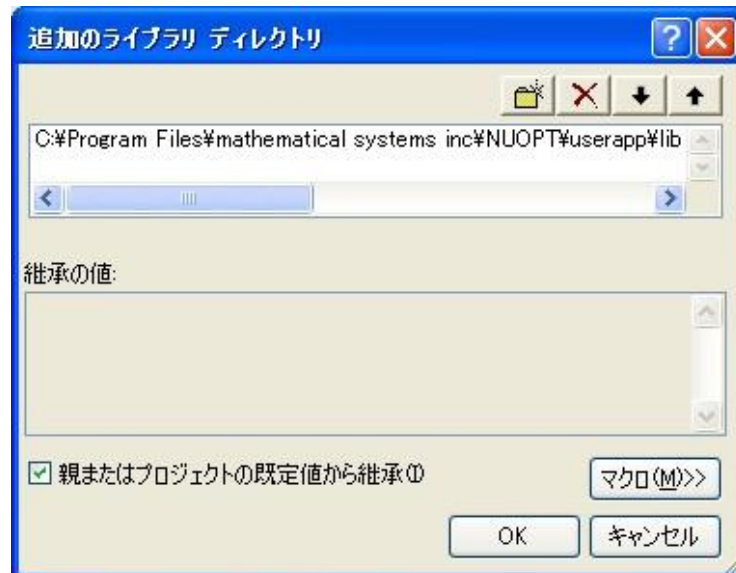 追加のライブラリ ディレクトリ
C:¥Program Files¥mathematical systems inc¥NUOPT¥userapp¥lib
継承の値:
親またはプロジェクトの既定値から継承(I)
マクロ(M)>>
OK
キャンセル